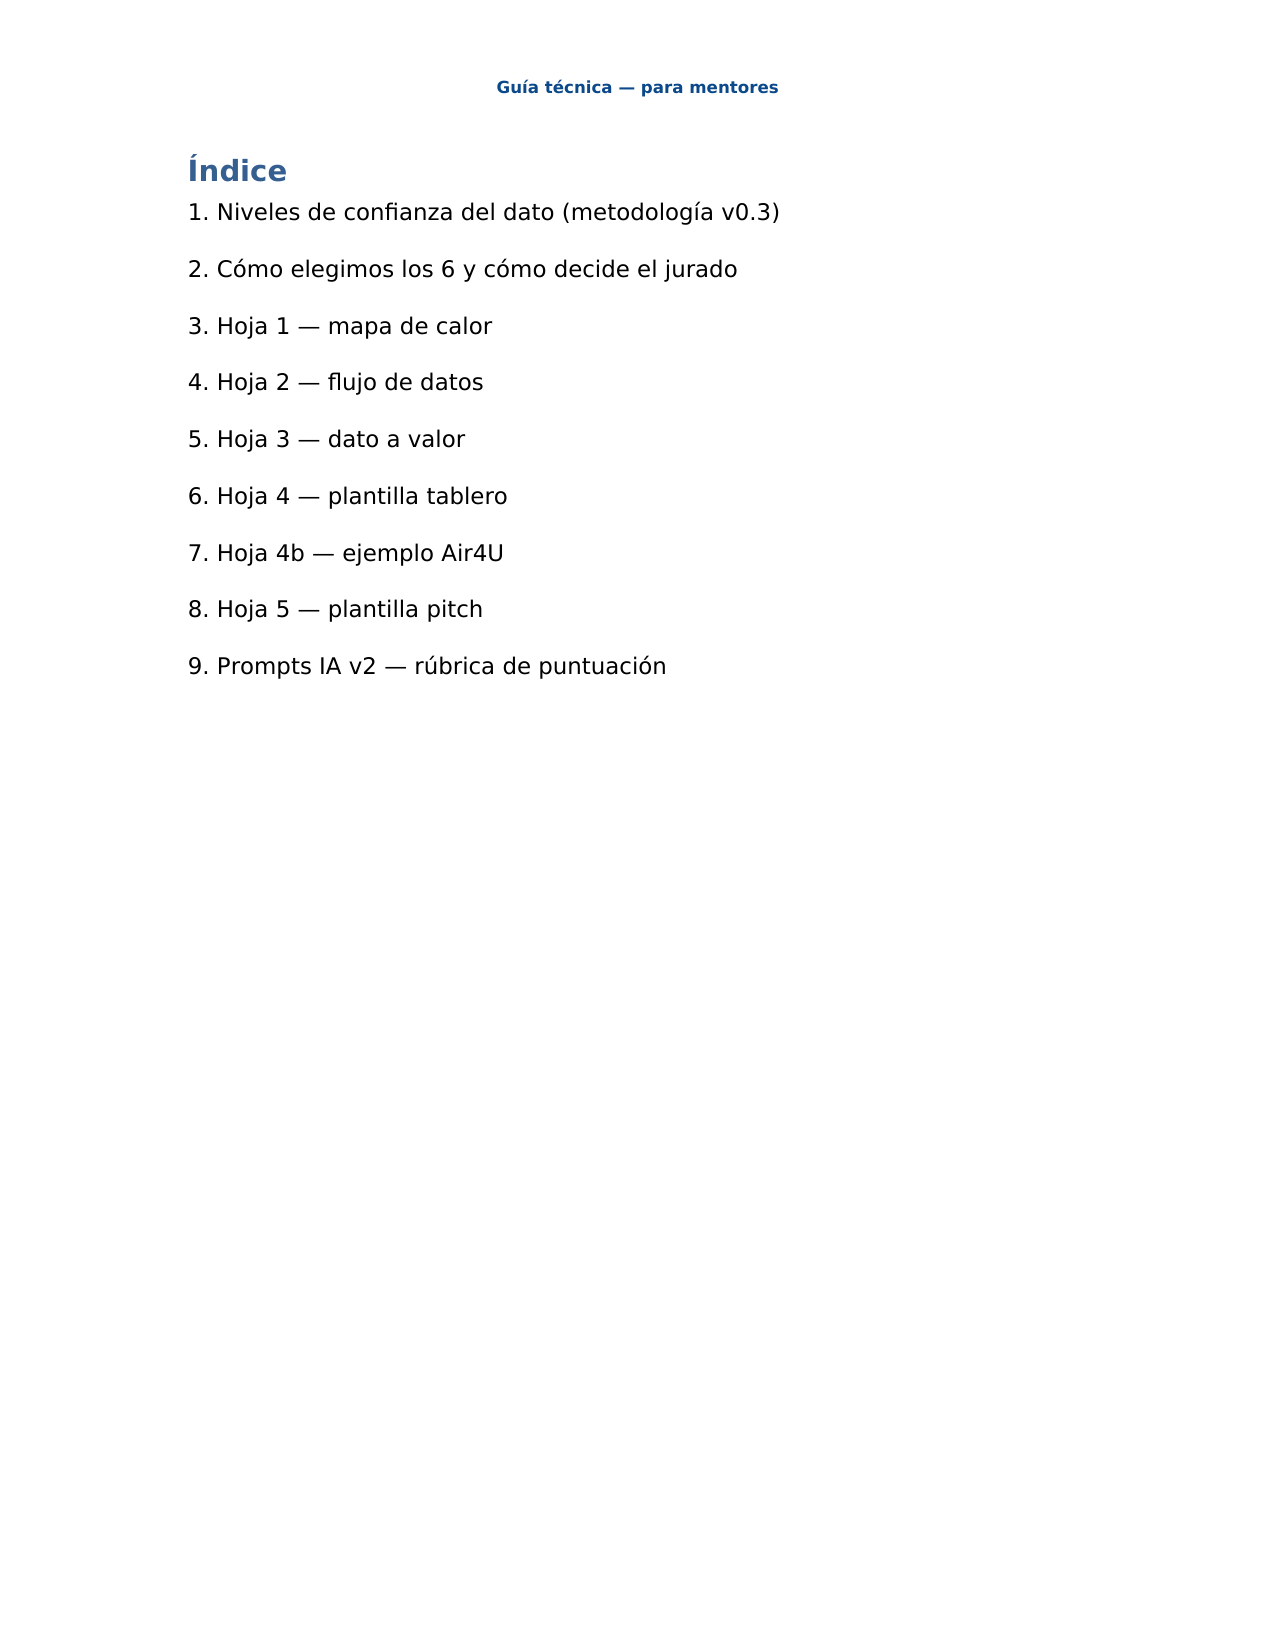 Guía técnica — para mentores
Índice
1. Niveles de confianza del dato (metodología v0.3)
2. Cómo elegimos los 6 y cómo decide el jurado
3. Hoja 1 — mapa de calor
4. Hoja 2 — flujo de datos
5. Hoja 3 — dato a valor
6. Hoja 4 — plantilla tablero
7. Hoja 4b — ejemplo Air4U
8. Hoja 5 — plantilla pitch
9. Prompts IA v2 — rúbrica de puntuación